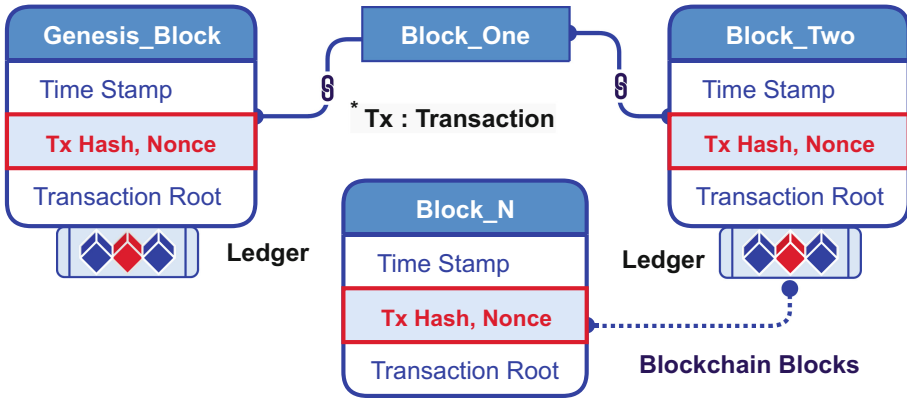 Genesis_Block
Time Stamp
Tx Hash, Nonce
Transaction Root
Ledger
Block_One
* Tx : Transaction
Block_Two
Time Stamp
Tx Hash, Nonce
Transaction Root
Ledger
Block_N
Time Stamp
Tx Hash, Nonce
Transaction Root
Blockchain Blocks